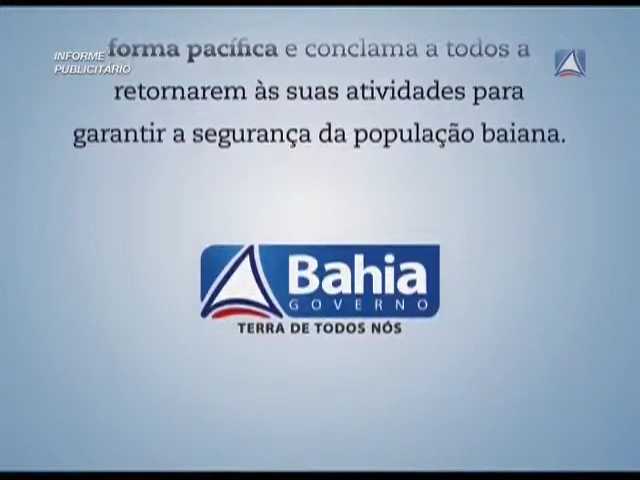 INFORME
PUBLICITÁRIO
forma pacífica e conclama a todos a
retornarem às suas atividades para
garantir a segurança da população baiana.
Bahia
GOVERNO
TERRA DE TODOS NÓS